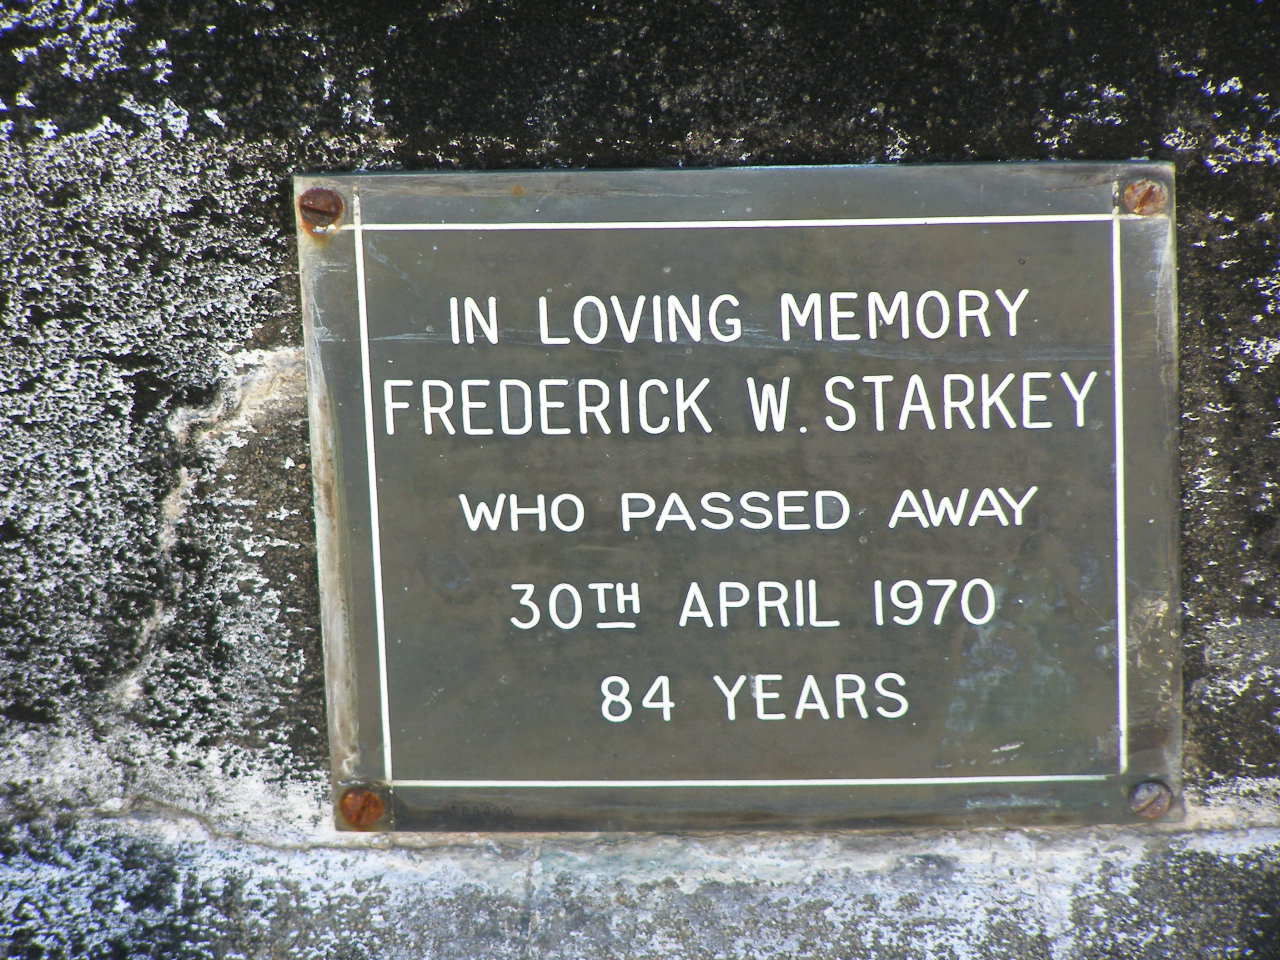 IN LOVING MEMORY
FREDERICK W. STARKEY
WHO PASSED AWAY
30TH APRIL 1970
84 YEARS